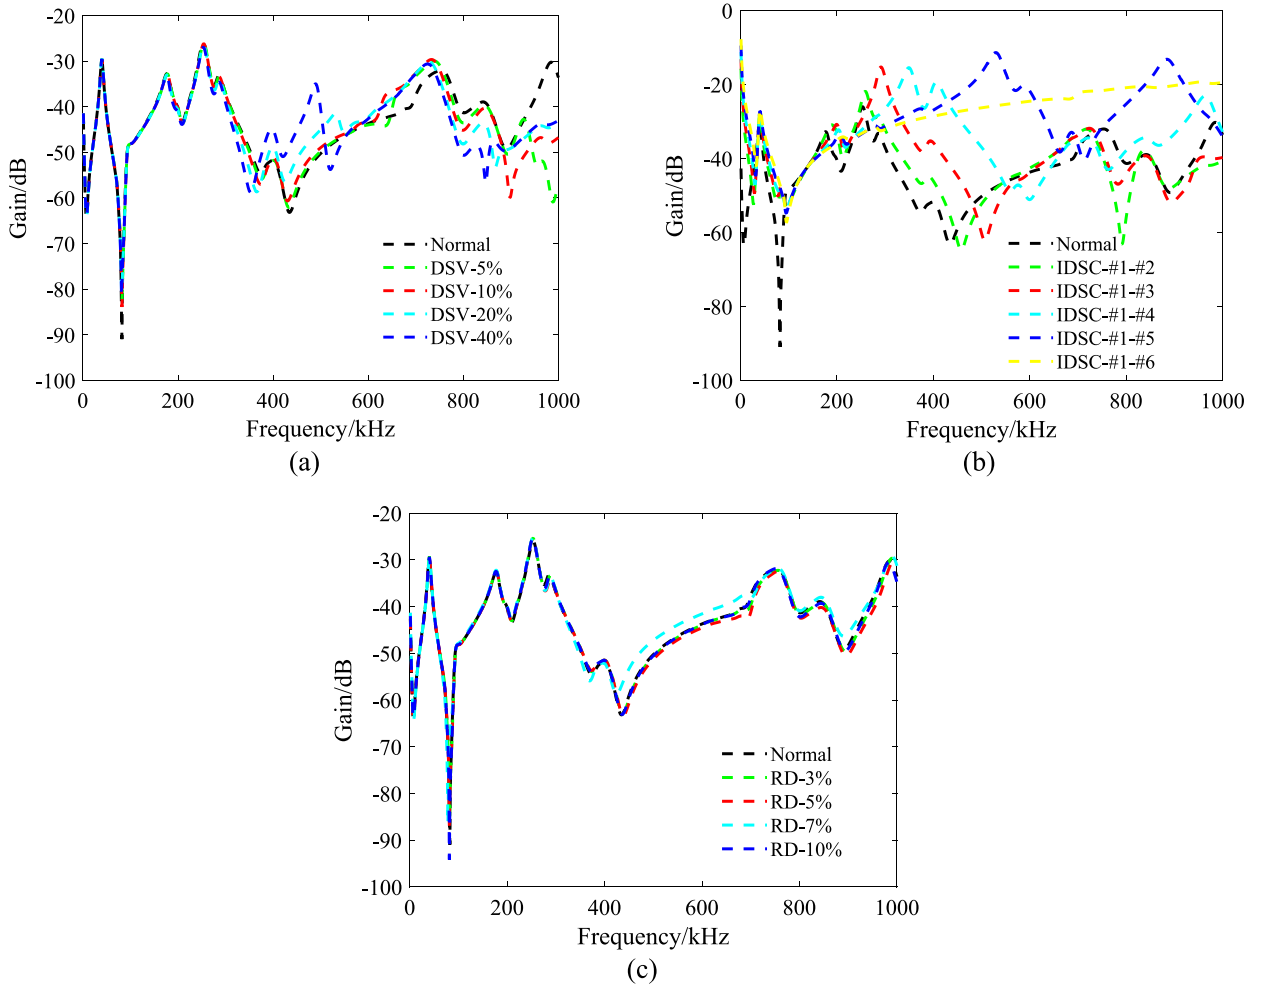 -20
-30
-40
-50
-60
-70
-80
-90
-100
Gain/dB
Normal
DSV-5%
DSV-10%
DSV-20%
DSV-40%
0 200 400 600 800 1000
Frequency/kHz
(a)
0
-20
-40
-60
-80
-100
Gain/dB
Normal
IDSC-#1-#2
IDSC-#1-#3
IDSC-#1-#4
IDSC-#1-#5
IDSC-#1-#6
0 200 400 600 800 1000
Frequency/kHz
(b)
-20
-30
-40
-50
-60
-70
-80
-90
-100
Gain/dB
Normal
RD-3%
RD-5%
RD-7%
RD-10%
0 200 400 600 800 1000
Frequency/kHz
(c)